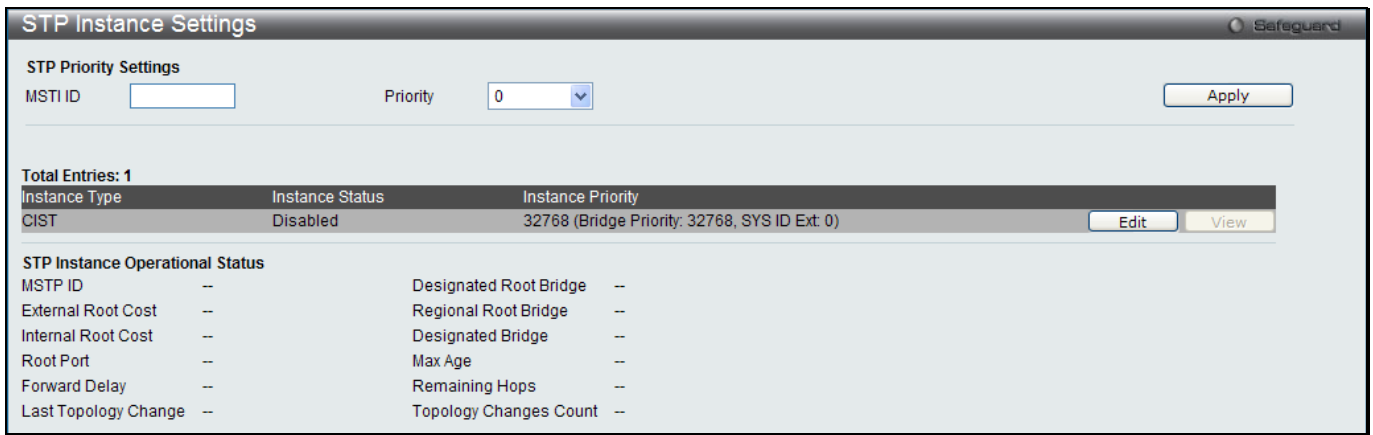 STP Instance Settings
Safeguard
STP Priority Settings
MSTI ID Priority 0 Apply
Total Entries: 1
Instance Type Instance Status Instance Priority
CIST Disabled 32768 (Bridge Priority: 32768, SYS ID Ext: 0) Edit View
STP Instance Operational Status
MSTP ID -- Designated Root Bridge --
External Root Cost -- Regional Root Bridge --
Internal Root Cost -- Designated Bridge --
Root Port -- Max Age --
Forward Delay -- Remaining Hops --
Last Topology Change -- Topology Changes Count --